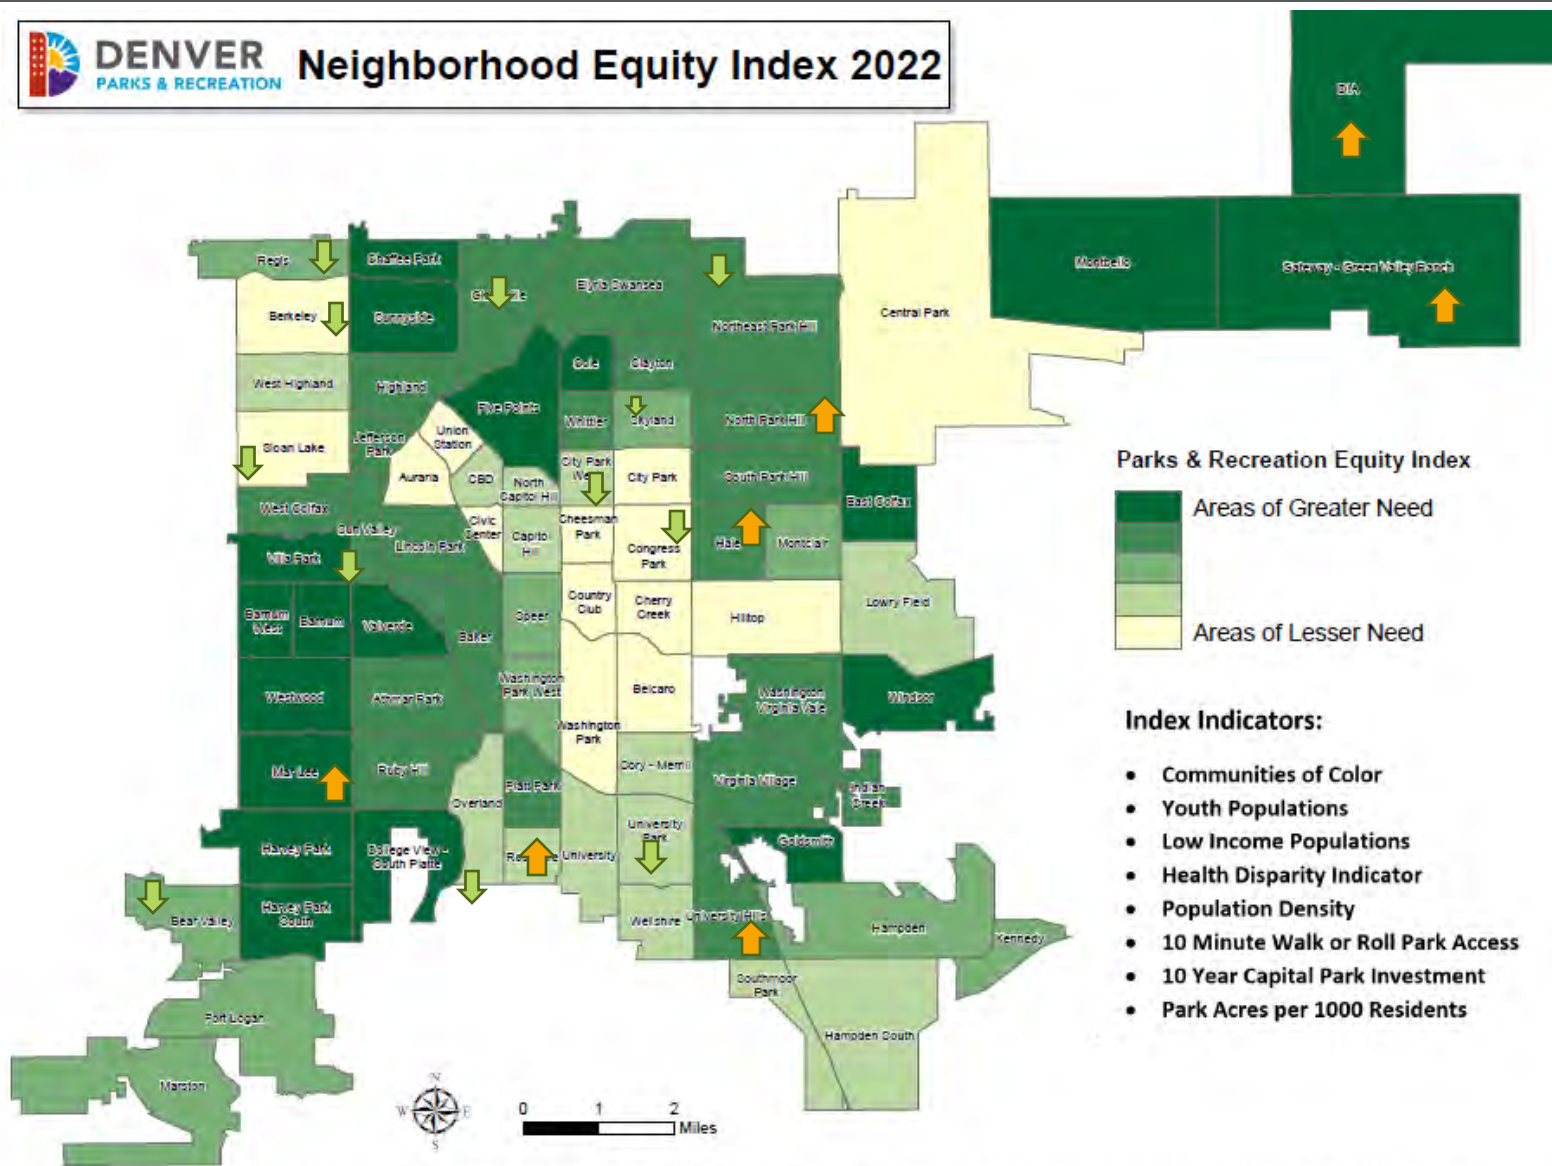 DENVER
PARKS & RECREATION
Neighborhood Equity Index 2022
DIA
Regis
Chaffee Park
Elyria Swansea
Montbello
Gateway - Green Valley Ranch
Berkeley
Sunnyside
Northeast Park Hill
Central Park
West Highland
Highland
Cole
Clayton
Five Points
Whittier
Skyland
North Park Hill
Sloan Lake
Jefferson
Park
Union
Station
Auraria
CBD
North
Capitol Hill
City Park
City Park
South Park Hill
East Colfax
West Colfax
Sun Valley
Lincoln Park
Civic
Center
Capitol
Hill
Cheesman
Park
Congress
Park
Hale
Montclair
Villa Park
Barnum
West
Barnum
Valverde
Baker
Speer
Country
Club
Cherry
Creek
Hilltop
Lowry Field
Westwood
Athmar Park
Washington
Park West
Washington
Park
Belcaro
Washington
Virginia Vale
Windsor
Mar Lee
Ruby Hill
Overland
Platt Park
Cory - Merrill
Virginia Village
Indian
Creek
Harvey Park
College View -
South Platte
University
University
Park
Goldsmith
Bear Valley
Harvey Park
South
Wellshire
University Hills
Hampden
Kennedy
Southmoor
Park
Fort Logan
Hampden South
Marston
N
W
E
S
0 1 2
Miles
Parks & Recreation Equity Index
Areas of Greater Need
Areas of Lesser Need
Index Indicators:
• Communities of Color
• Youth Populations
• Low Income Populations
• Health Disparity Indicator
• Population Density
• 10 Minute Walk or Roll Park Access
• 10 Year Capital Park Investment
• Park Acres per 1000 Residents